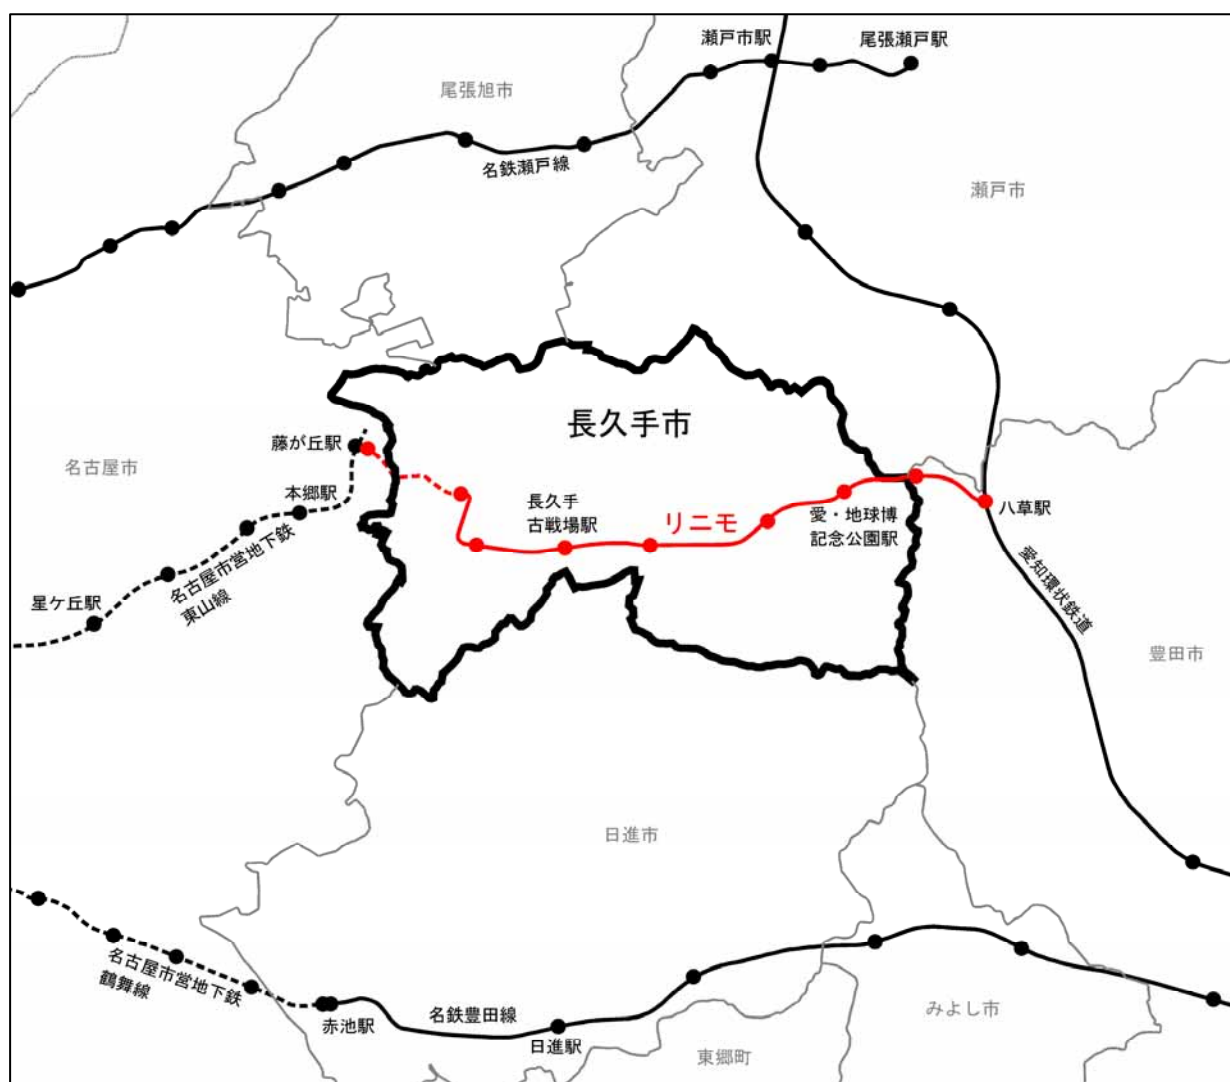 瀬戸市駅
尾張瀬戸駅
尾張旭市
名鉄瀬戸線
瀬戸市
長久手市
藤が丘駅
名古屋市
本郷駅
長久手
古戦場駅
リニモ
愛・地球博
記念公園駅
八草駅
名古屋市営地下鉄
東山線
星ケ丘駅
愛知環状鉄道
豊田市
日進市
名古屋市営地下鉄
鶴舞線
赤池駅
名鉄豊田線
日進駅
みよし市
東郷町